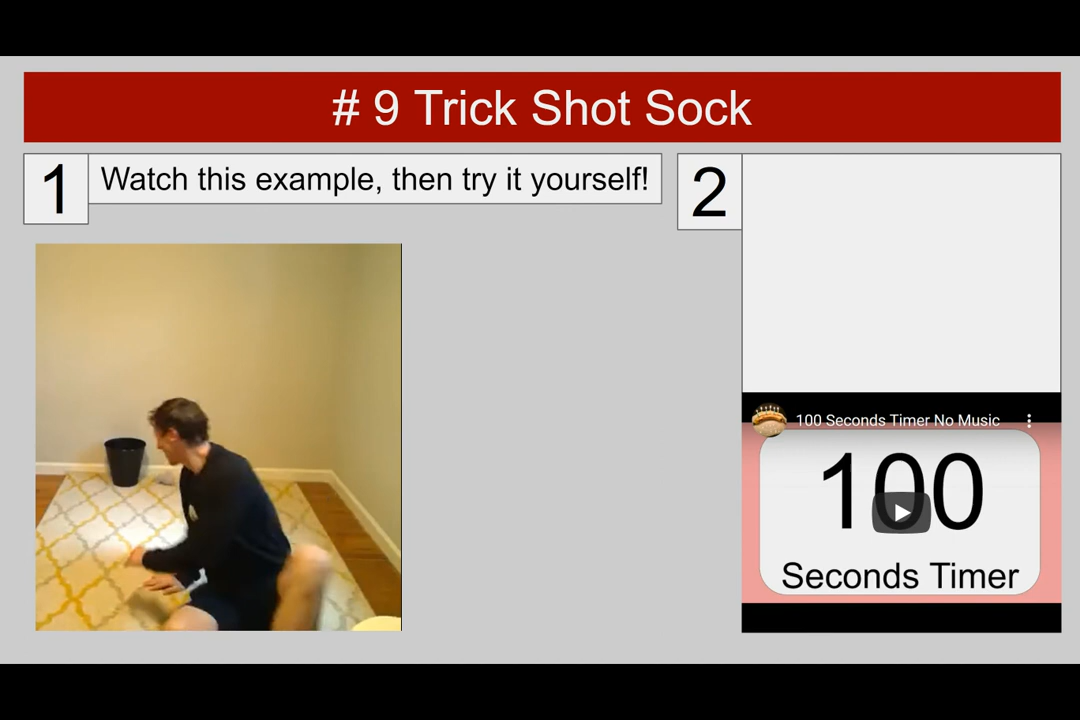 # 9 Trick Shot Sock
1
Watch this example, then try it yourself!
2
100 Seconds Timer No Music
100
Seconds Timer